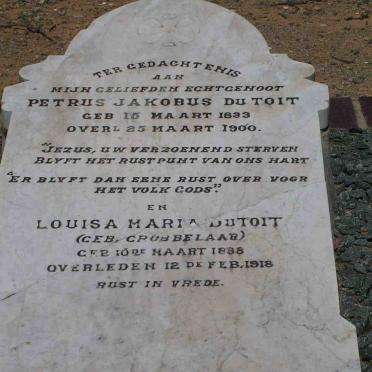 TER GEDACHTENIS
AAN
MIJN GELIEFDEN ECHTGENOOT
PETRUS JAKOBUS DU TOIT
GEB 15 MAART 1833
OVERL 25 MAART 1900.
"JEZUS, UW VERZOENEND STERVEN
BLYFT HET RUSTPUNT VAN ONS HART
"ER BLYFT DAN EENE RUST OVER VOOR
HET VOLK GODS".
EN
LOUISA MARIA DUTOIT
(GEB, GROBBELAAR)
GEB 10DE MAART 1838
OVERLEDEN 12 DE FEB, 1918
RUST IN VREDE.